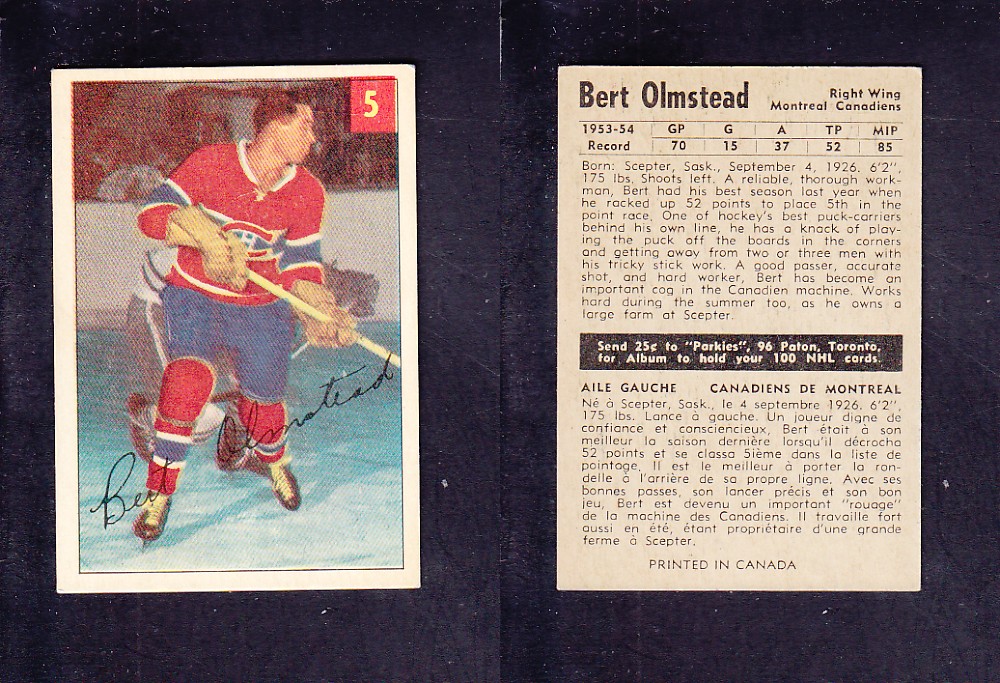 5
Bert Olmstead
Bert Olmstead
Right Wing
Montreal Canadiens
1953-54 GP G A TP MIP
Record 70 15 37 52 85
Born: Scepter, Sask., September 4, 1926. 6'2",
175 lbs. Shoots left. A reliable, thorough work-
man, Bert had his best season last year when
he racked up 52 points to place 5th in the
point race. One of hockey's best puck-carriers
behind his own line, he has a knack of play-
ing the puck off the boards in the corners
and getting away from two or three men with
his tricky stick work. A good passer, accurate
shot, and hard worker, Bert has become an
important cog in the Canadien machine. Works
hard during the summer too, as he owns a
large farm at Scepter.
Send 25¢ to "Parkies", 96 Paton, Toronto,
for Album to hold your 100 NHL cards.
AILE GAUCHE CANADIENS DE MONTREAL
Né à Scepter, Sask., le 4 septembre 1926. 6'2",
175 lbs. Lance à gauche. Un joueur digne de
confiance et consciencieux, Bert était à son
meilleur la saison dernière lorsqu'il décrocha
52 points et se classa 5ième dans la liste de
pointage. Il est le meilleur à porter la ron-
delle à l'arrière de sa propre ligne. Avec ses
bonnes passes, son lancer précis et son bon
jeu, Bert est devenu un important "rouage"
de la machine des Canadiens. Il travaille fort
aussi en été, étant propriétaire d'une grande
ferme à Scepter.
PRINTED IN CANADA